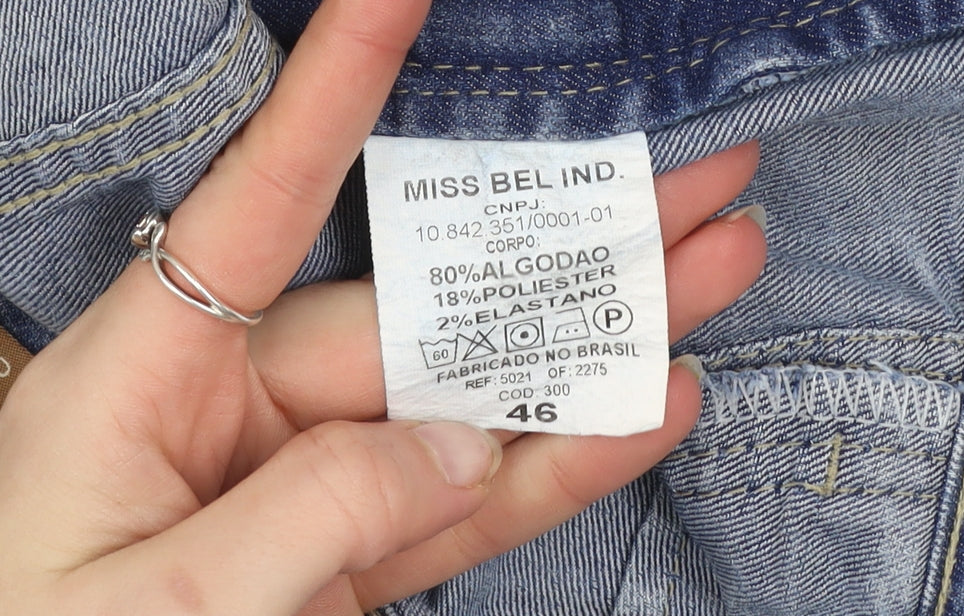 MISS BEL IND.
CNPJ:
10.842.351/0001-01
CORPO:
80%ALGODAO
18%POLIESTER
2%ELASTANO
60 P
FABRICADO NO BRASIL
REF: 5021 OF: 2275
COD: 300
46